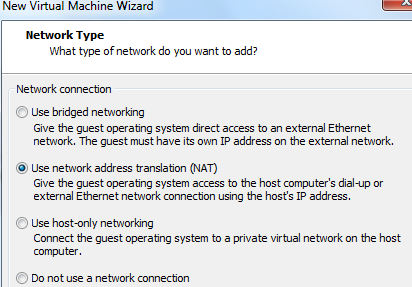 New Virtual Machine Wizard
Network Type
What type of network do you want to add?
Network connection
Use bridged networking
Give the guest operating system direct access to an external Ethernet
network. The guest must have its own IP address on the external network.
Use network address translation (NAT)
Give the guest operating system access to the host computer's dial-up or
external Ethernet network connection using the host's IP address.
Use host-only networking
Connect the guest operating system to a private virtual network on the host
computer.
Do not use a network connection